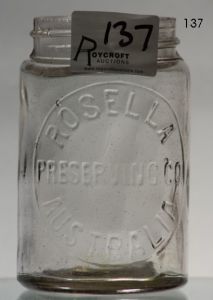 137
137
ROYCROFT
AUCTIONS
ROSELLA
PRESERVING CO
AUSTRALIA